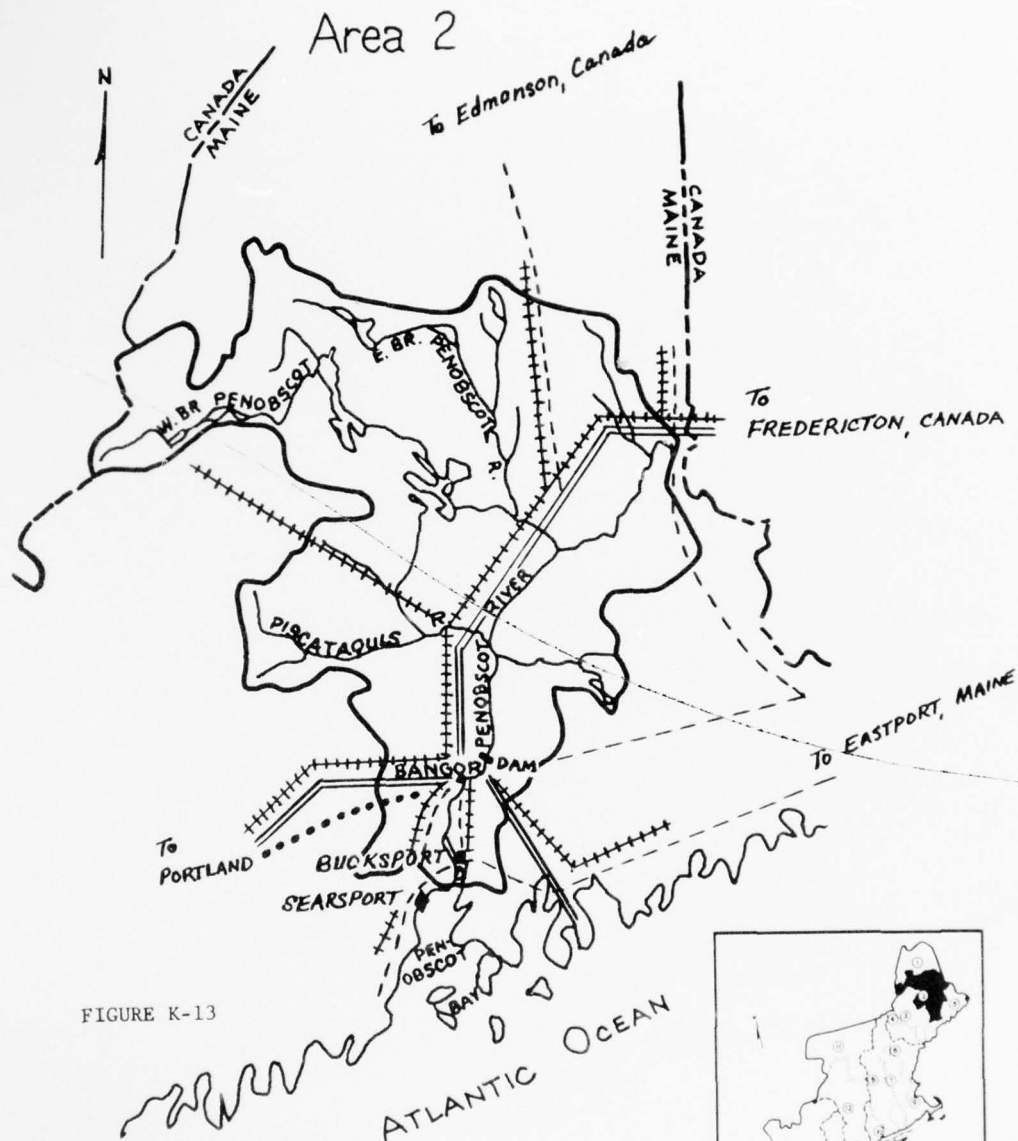 Area 2
N
CANADA
MAINE
To Edmonson, Canada
CANADA
MAINE
W. BR. PENOBSCOT
E. BR. PENOBSCOT R.
To
FREDERICTON, CANADA
PISCATAQUIS R.
PENOBSCOT RIVER
BANGOR
DAM
To EASTPORT, MAINE
To
PORTLAND
BUCKSPORT
SEARSPORT
PEN-
OBSCOT
BAY
FIGURE K-13
ATLANTIC OCEAN